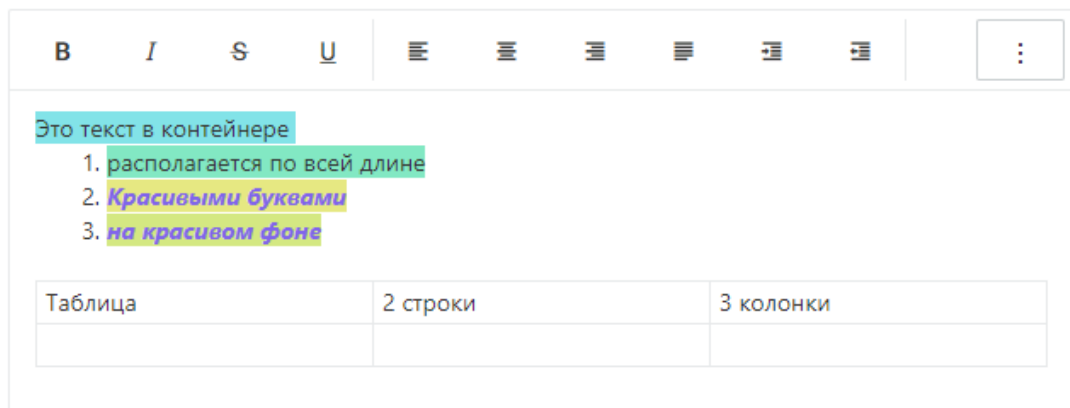 B I S U
Это текст в контейнере
1. располагается по всей длине
2. Красивыми буквами
3. на красивом фоне
Таблица 2 строки 3 колонки